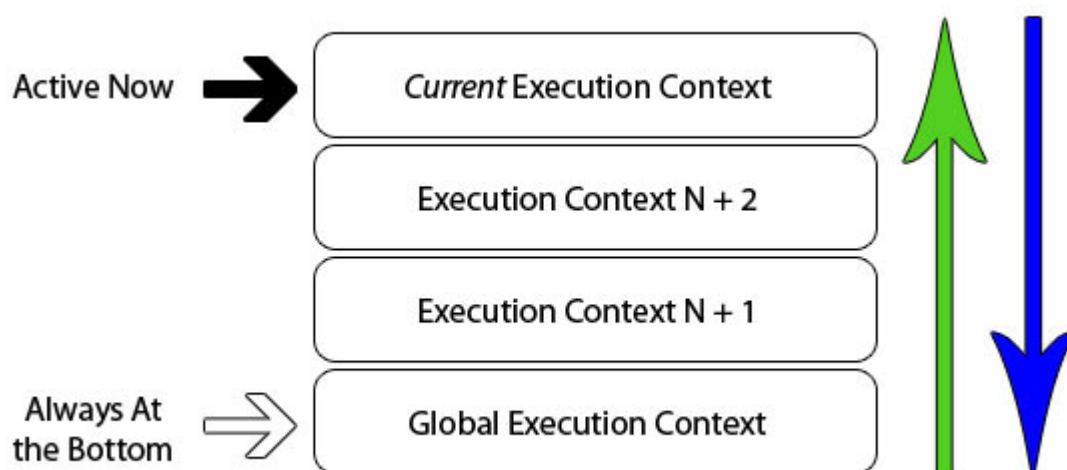 Active Now
Current Execution Context
Execution Context N + 2
Execution Context N + 1
Always At
the Bottom
Global Execution Context